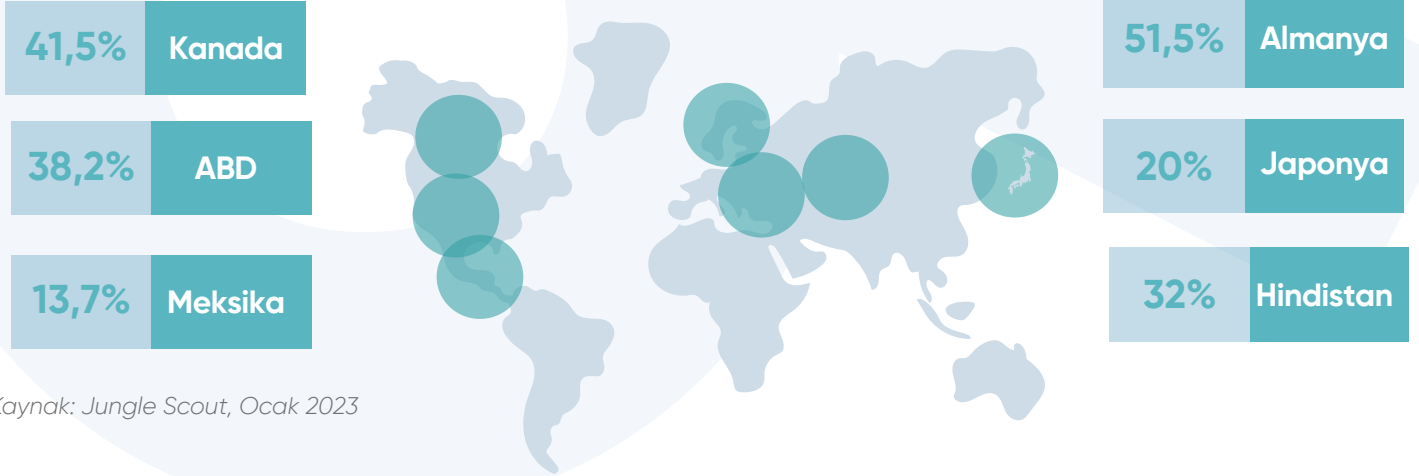 41,5% Kanada
38,2% ABD
13,7% Meksika
51,5% Almanya
20% Japonya
32% Hindistan
Kaynak: Jungle Scout, Ocak 2023